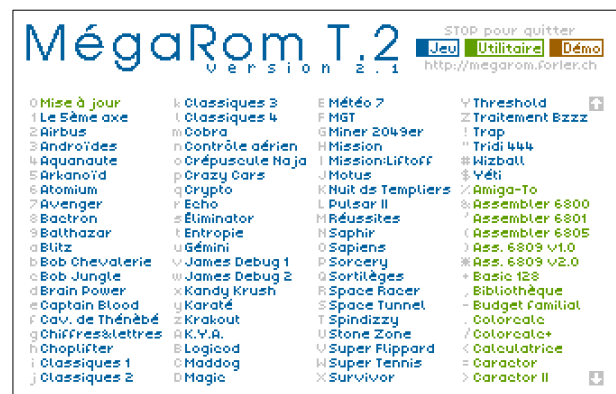 MégaRom T.2
version 2.1
STOP pour quitter
Jeu Utilitaire Démo
http://megarom.forler.ch
0 Mise à jour
1 Le 5ème axe
2 Airbus
3 Androïdes
4 Aquanaute
5 Arkanoïd
6 Atomium
7 Avenger
8 Bactron
9 Balthazar
a Blitz
b Bob Chevalerie
c Bob Jungle
d Brain Power
e Captain Blood
f Cav. de Thénèbé
g Chiffres&lettres
h Choplifter
i Classiques 1
j Classiques 2
k Classiques 3
l Classiques 4
m Cobra
n Contrôle aérien
o Crépuscule Naja
p Crazy Cars
q Crypto
r Echo
s Éliminator
t Entropie
u Gémini
v James Debug 1
w James Debug 2
x Kandy Krush
y Karaté
z Krakout
A K.Y.A.
B Logicod
C Maddog
D Magie
E Météo 7
F MGT
G Miner 2049er
H Mission
I Mission:Liftoff
J Motus
K Nuit ds Templiers
L Pulsar II
M Réussites
N Saphir
O Sapiens
P Sorcery
Q Sortilèges
R Space Racer
S Space Tunnel
T Spindizzy
U Stone Zone
V Super Flippard
W Super Tennis
X Survivor
Y Threshold
Z Traitement Bzzz
! Trap
" Tridi 444
# Wizball
$ Yéti
% Amiga-To
& Assembler 6800
' Assembler 6801
( Assembler 6805
) Ass. 6809 v1.0
* Ass. 6809 v2.0
+ Basic 128
, Bibliothèque
- Budget familial
. Colorcalc
/ Colorcalc+
< Calculatrice
= Caractor
> Caractor II